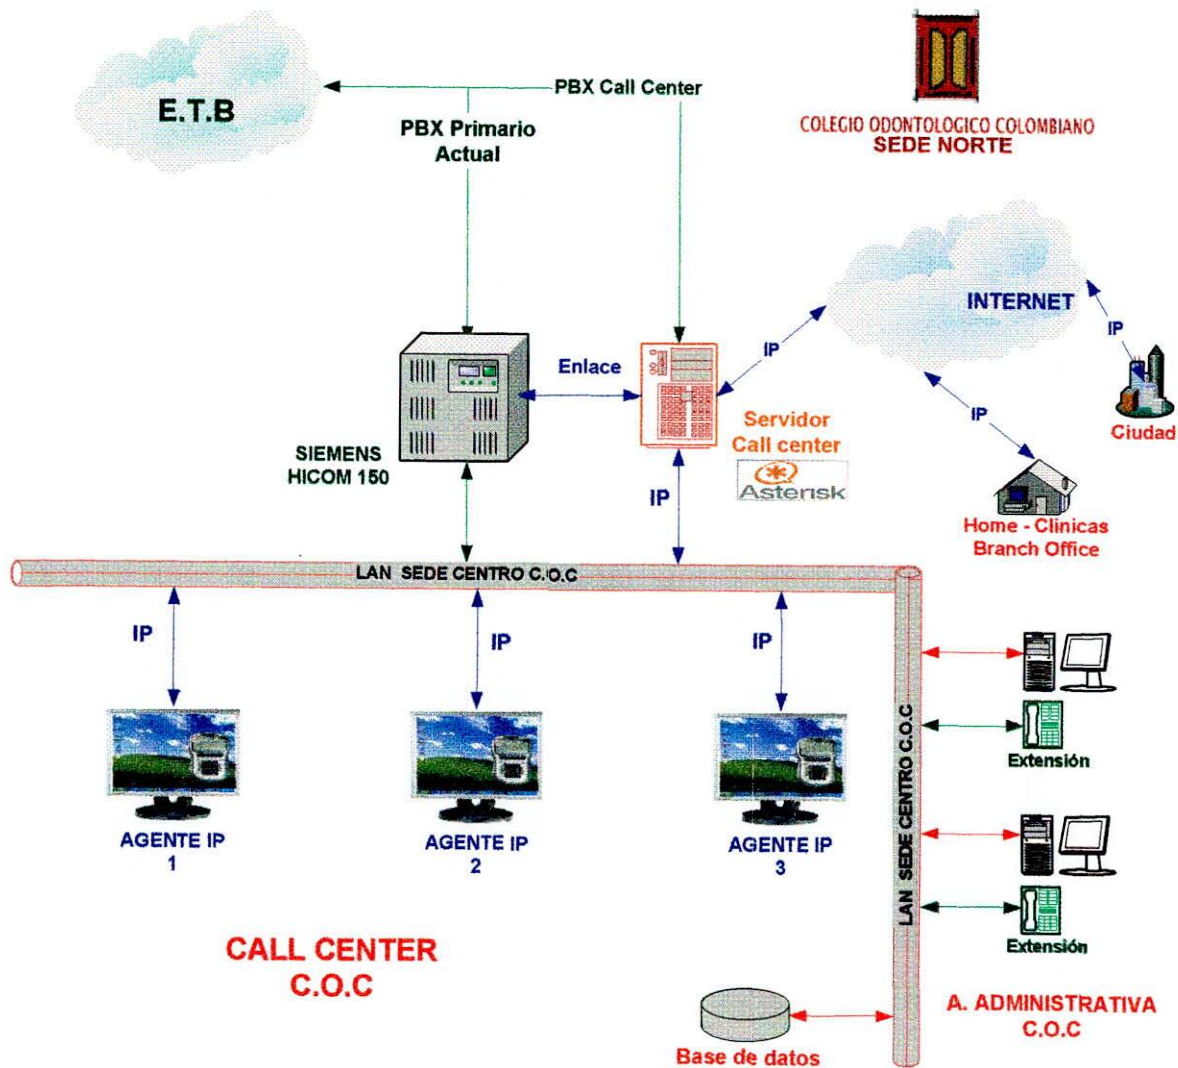 E.T.B
PBX Call Center
PBX Primario
Actual
COLEGIO ODONTOLOGICO COLOMBIANO
SEDE NORTE
INTERNET
IP
IP
IP
Ciudad
Enlace
Servidor
Call center
Asterisk
SIEMENS
HICOM 150
IP
Home - Clinicas
Branch Office
LAN SEDE CENTRO C.O.C
IP
IP
IP
AGENTE IP
1
AGENTE IP
2
AGENTE IP
3
LAN SEDE CENTRO C.O.C
Extensión
Extensión
CALL CENTER
C.O.C
A. ADMINISTRATIVA
C.O.C
Base de datos